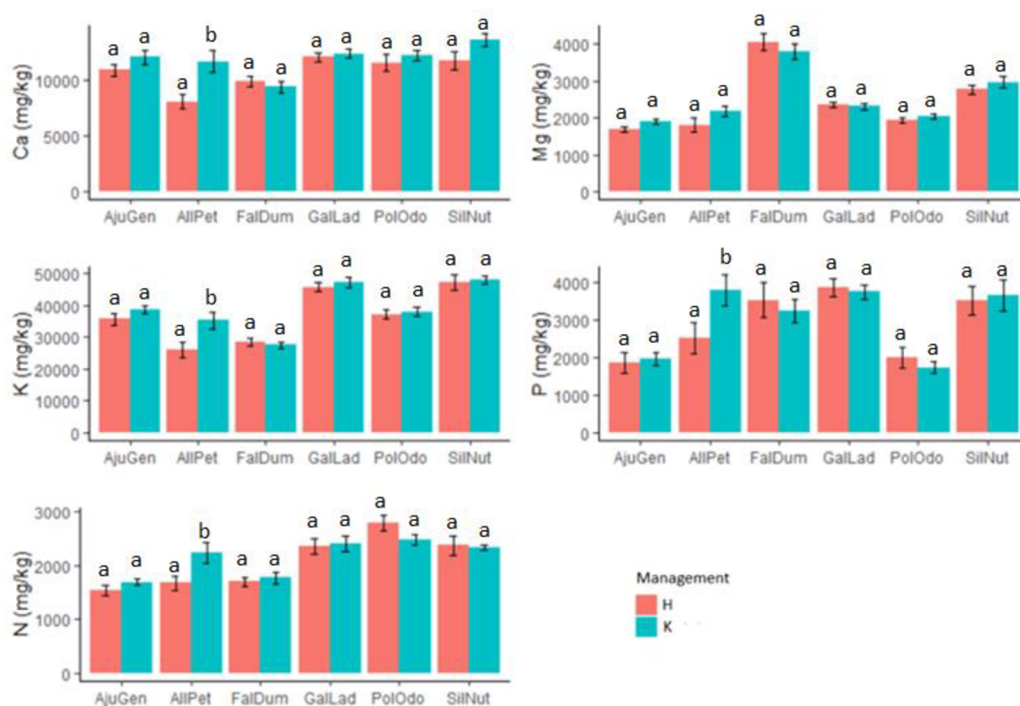 a a a a b a a a a a a a
Ca (mg/kg)
10000
5000
0
AjuGen AllPet FalDum GalLad PolOdo SilNut
a a a a a a a a a a a a
Mg (mg/kg)
4000
3000
2000
1000
0
AjuGen AllPet FalDum GalLad PolOdo SilNut
a a a b a a a a a a a a
K (mg/kg)
50000
40000
30000
20000
10000
0
AjuGen AllPet FalDum GalLad PolOdo SilNut
a a a b a a a a a a a a
P (mg/kg)
4000
3000
2000
1000
0
AjuGen AllPet FalDum GalLad PolOdo SilNut
a a a b a a a a a a a a
N (mg/kg)
3000
2000
1000
0
AjuGen AllPet FalDum GalLad PolOdo SilNut
Management
H
K